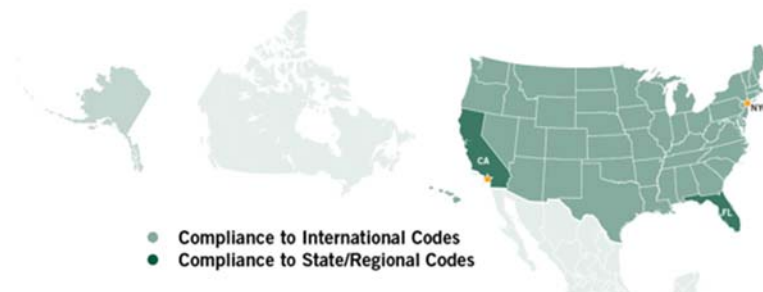 NY
CA
FL
Compliance to International Codes
Compliance to State/Regional Codes